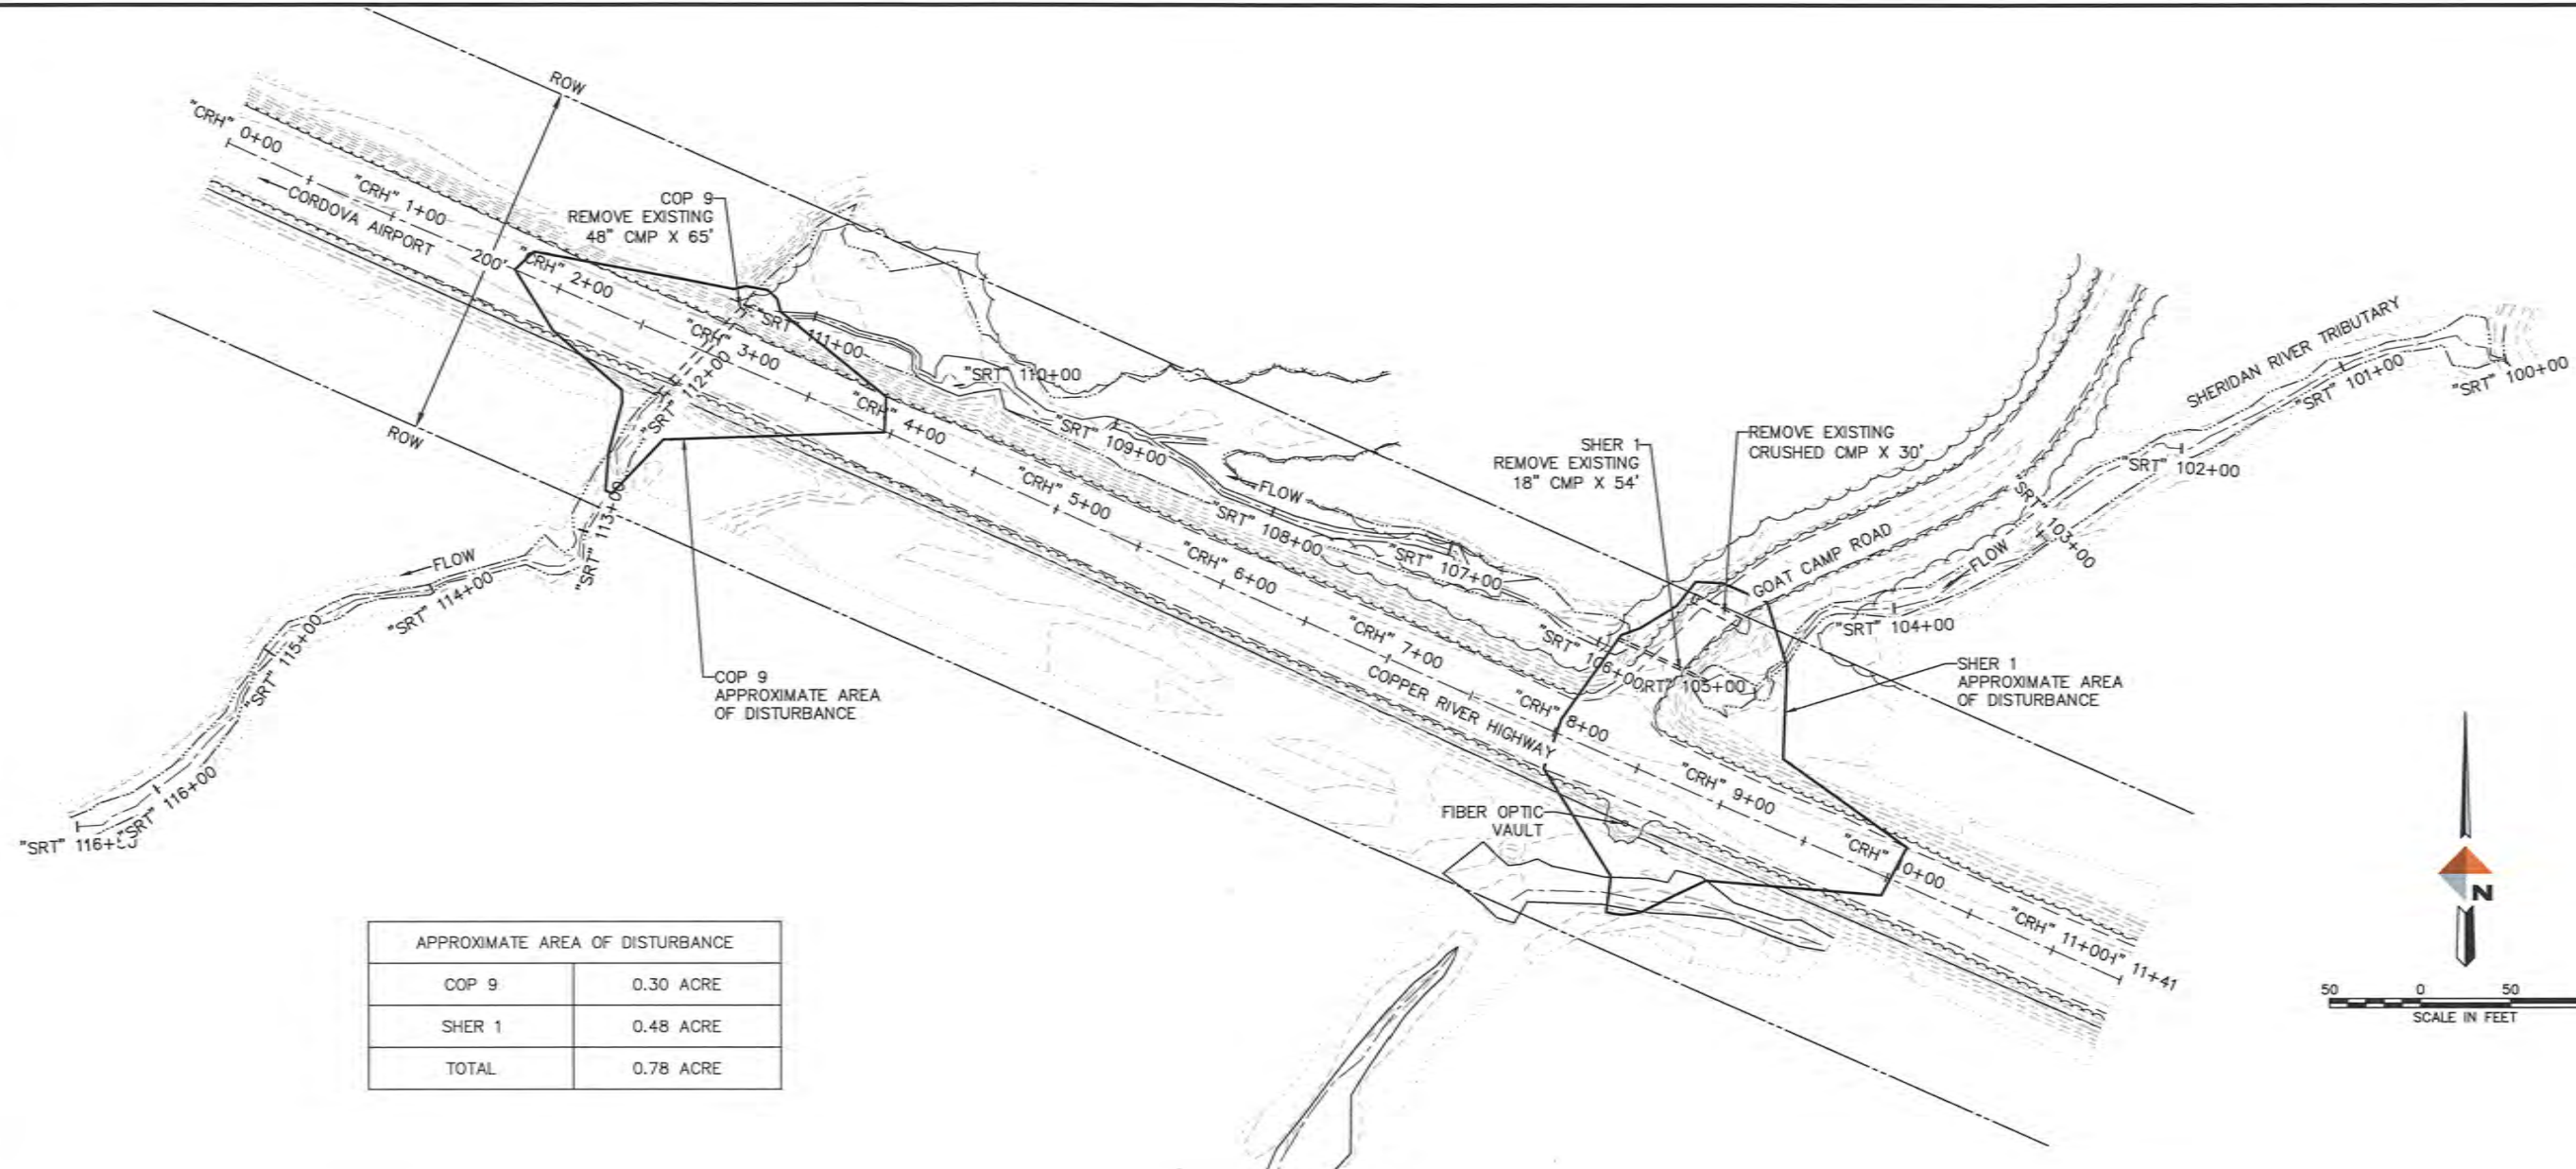 ROW
"CRH" 0+00
"CRH" 1+00
CORDOVA AIRPORT
200'
"CRH" 2+00
COP 9
REMOVE EXISTING
48" CMP X 65'
"CRH" 3+00
"SRT" 111+00
"SRT" 112+00
"CRH" 4+00
"SRT" 110+00
"SRT" 109+00
ROW
"CRH" 5+00
FLOW
"SRT" 108+00
"SRT" 107+00
"CRH" 6+00
"CRH" 7+00
COPPER RIVER HIGHWAY
"SRT" 106+00
SHER 1
REMOVE EXISTING
18" CMP X 54'
REMOVE EXISTING
CRUSHED CMP X 30'
GOAT CAMP ROAD
SHERIDAN RIVER TRIBUTARY
"SRT" 100+00
"SRT" 101+00
"SRT" 102+00
"SRT" 103+00
FLOW
"SRT" 104+00
SRT" 105+00
SHER 1
APPROXIMATE AREA
OF DISTURBANCE
"CRH" 8+00
"CRH" 9+00
"CRH" 10+00
"CRH" 11+00
11+41
FIBER OPTIC
VAULT
"SRT" 113+00
FLOW
"SRT" 114+00
"SRT" 115+00
"SRT" 116+00
"SRT"
COP 9
APPROXIMATE AREA
OF DISTURBANCE
APPROXIMATE AREA OF DISTURBANCE
COP 9 0.30 ACRE
SHER 1 0.48 ACRE
TOTAL 0.78 ACRE
N
50 0 50
SCALE IN FEET